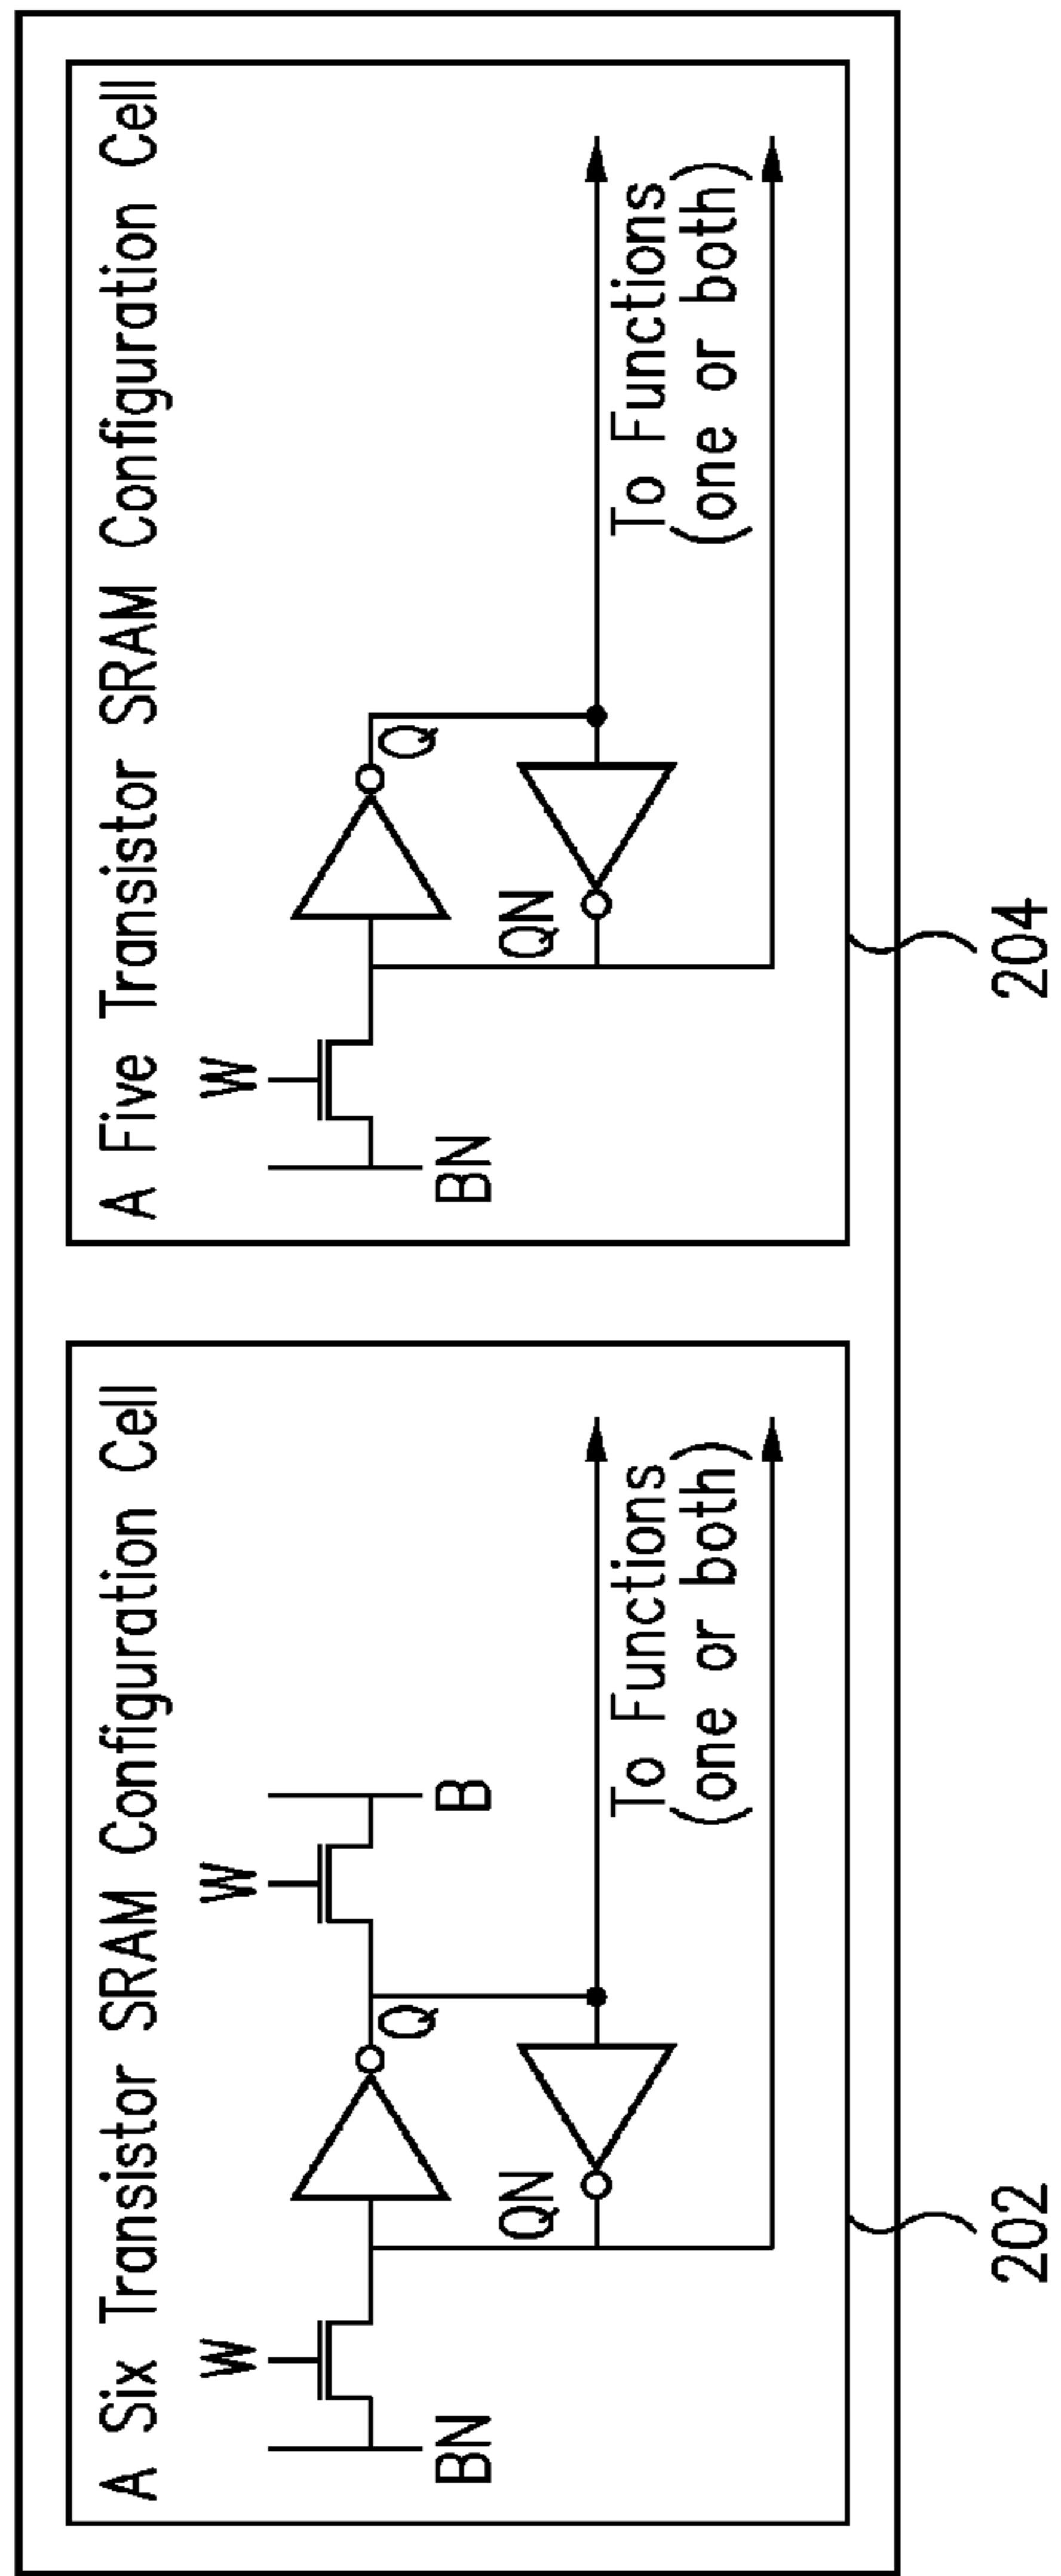 A Six Transistor SRAM Configuration Cell
W
W
BN
B
Q
QN
To Functions
(one or both)
202
A Five Transistor SRAM Configuration Cell
W
BN
Q
QN
To Functions
(one or both)
204